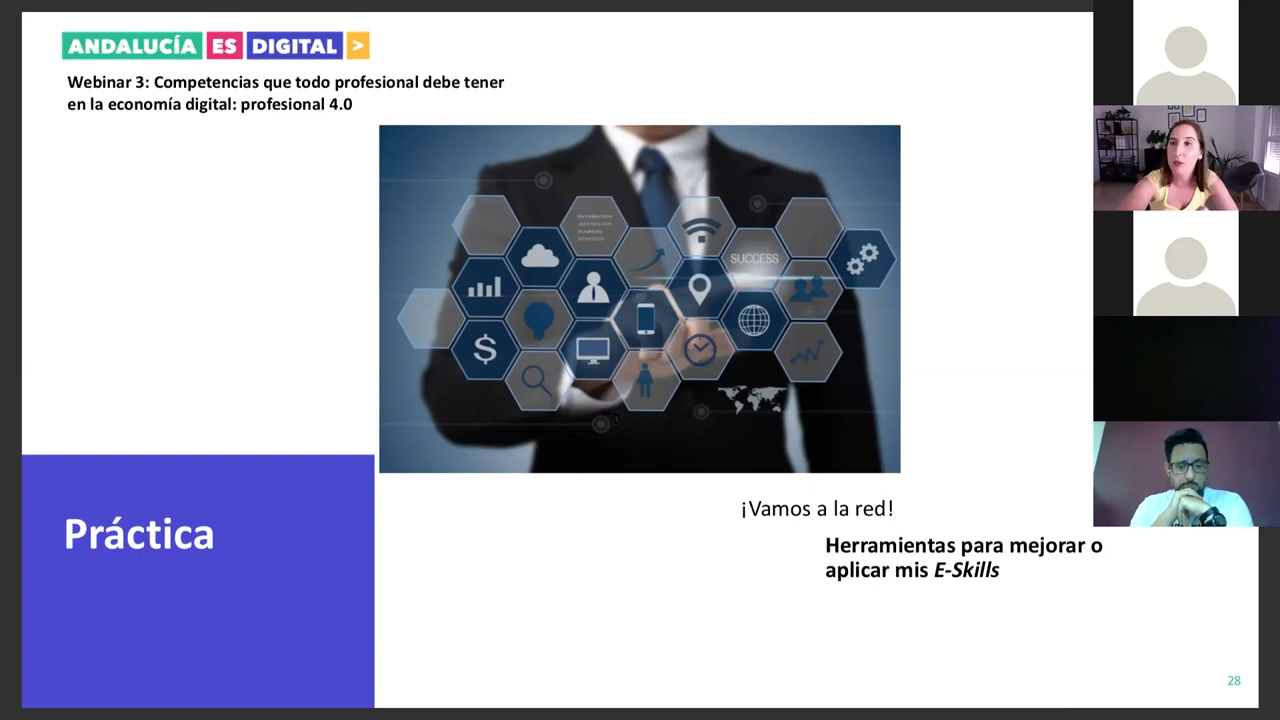 ANDALUCÍA ES DIGITAL >
Webinar 3: Competencias que todo profesional debe tener
en la economía digital: profesional 4.0
SUCCESS
$
Práctica
¡Vamos a la red!
Herramientas para mejorar o
aplicar mis E-Skills
28